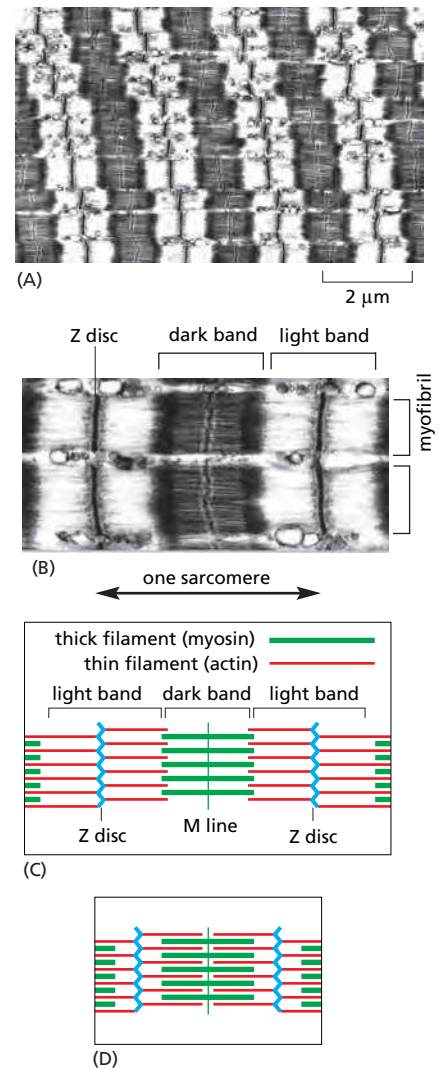 (A)
2 μm
Z disc dark band light band
myofibril
(B)
one sarcomere
thick filament (myosin)
thin filament (actin)
light band dark band light band
Z disc M line Z disc
(C)
(D)